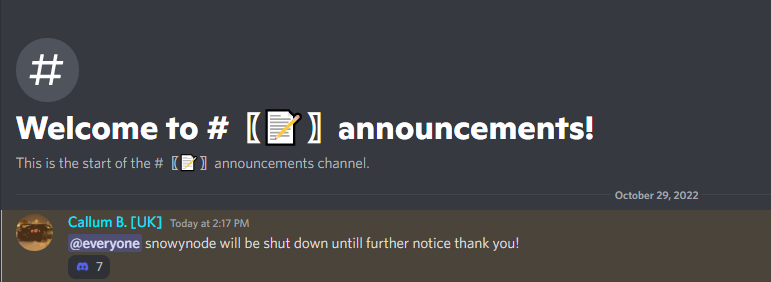 #
Welcome to # 〖📝〗 announcements!
This is the start of the # 〖📝〗 announcements channel.
October 29, 2022
Callum B. [UK] Today at 2:17 PM
@everyone snowynode will be shut down untill further notice thank you!
7